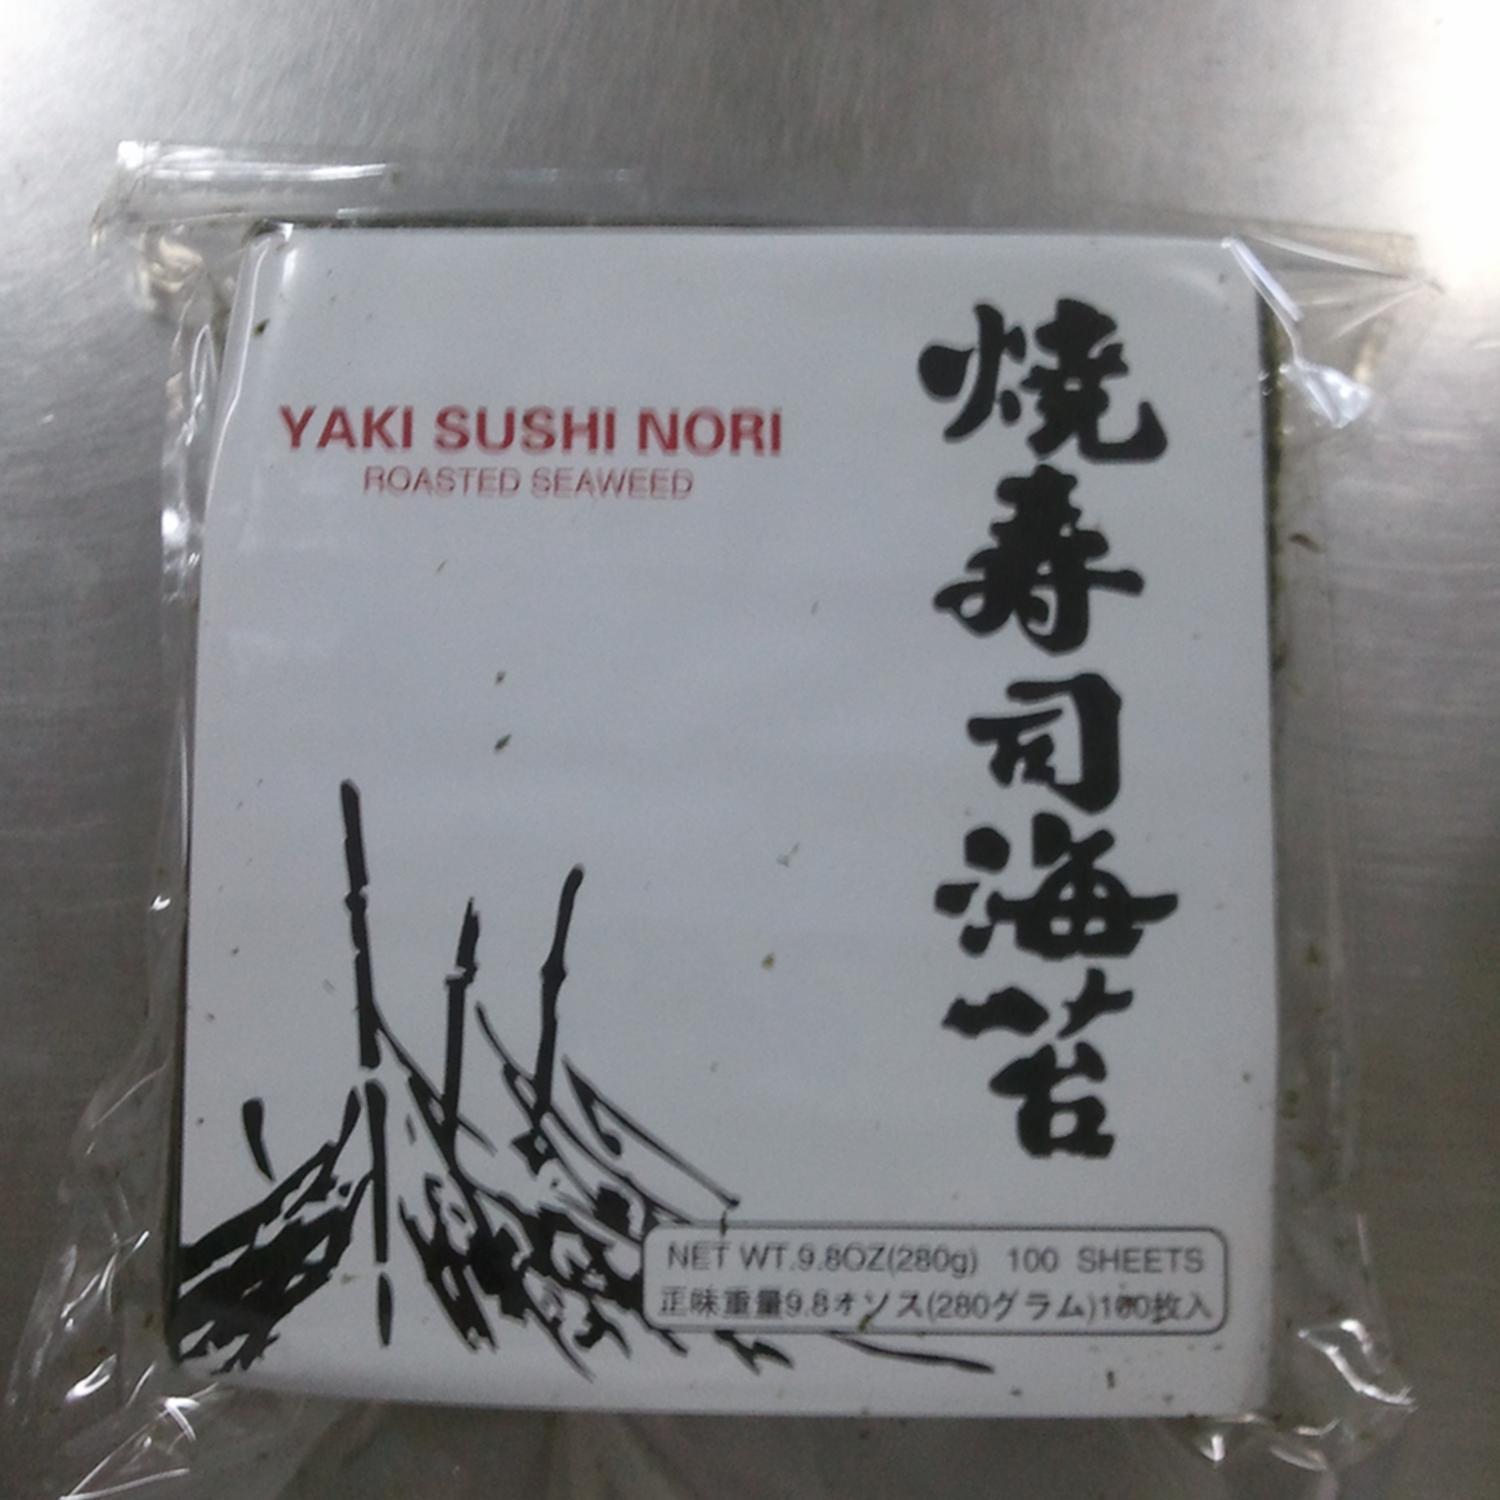 YAKI SUSHI NORI
ROASTED SEAWEED
焼寿司海苔
NET WT.9.8OZ(280g) 100 SHEETS
正味重量9.8オンス(280グラム)100枚入